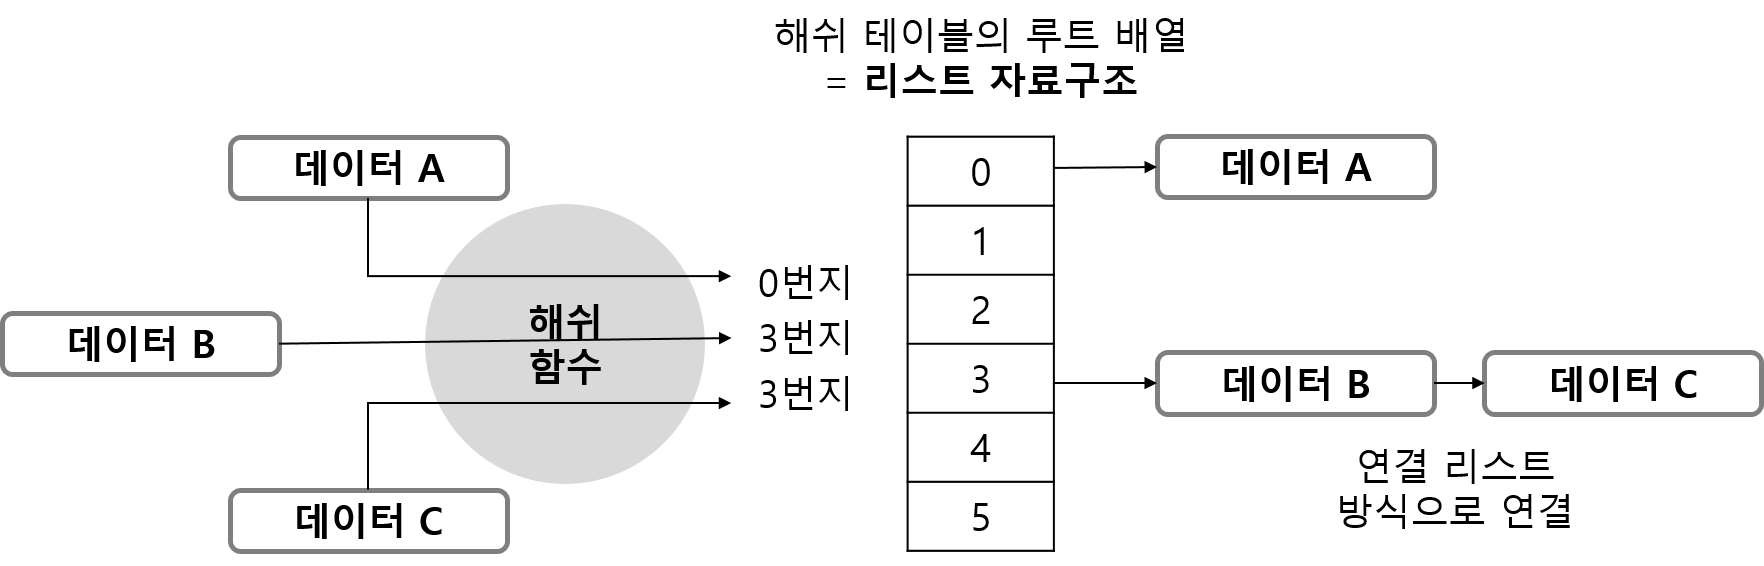 해쉬 테이블의 루트 배열
= 리스트 자료구조
데이터 A
데이터 B
데이터 C
해쉬
함수
0번지
3번지
3번지
0
1
2
3
4
5
데이터 A
데이터 B
데이터 C
연결 리스트
방식으로 연결